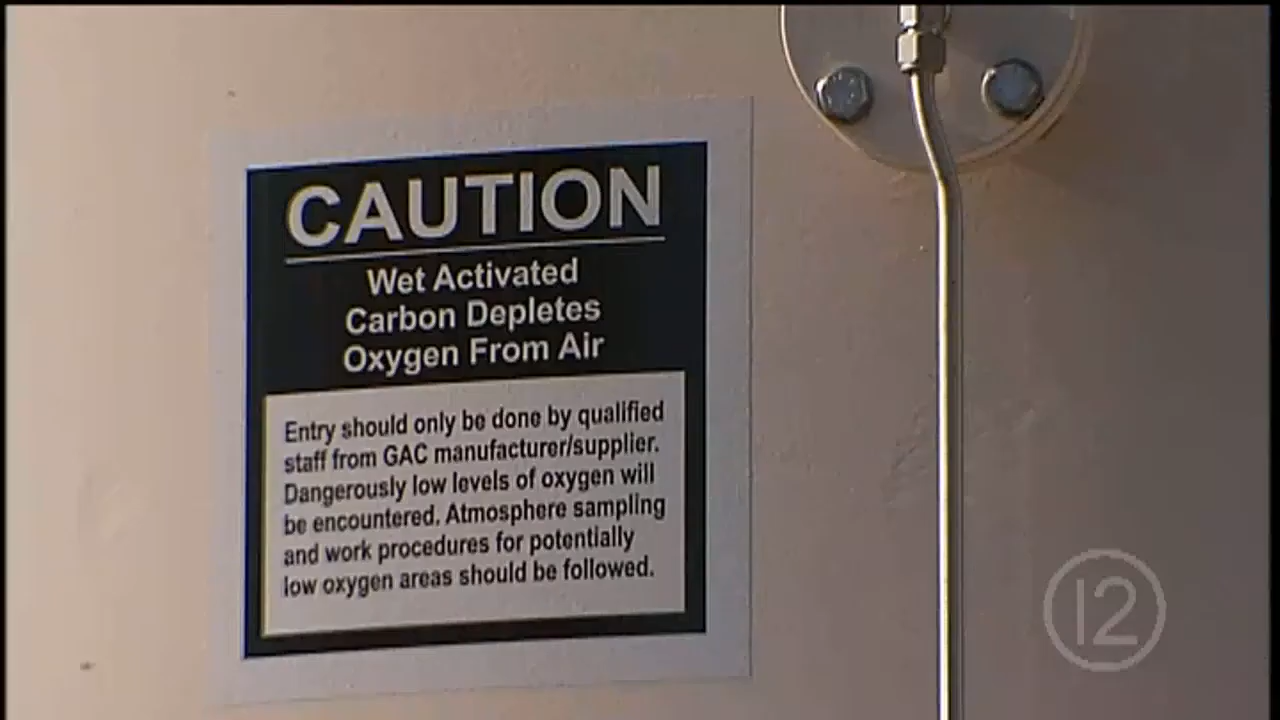 CAUTION
Wet Activated
Carbon Depletes
Oxygen From Air
Entry should only be done by qualified
staff from GAC manufacturer/supplier.
Dangerously low levels of oxygen will
be encountered. Atmosphere sampling
and work procedures for potentially
low oxygen areas should be followed.
12